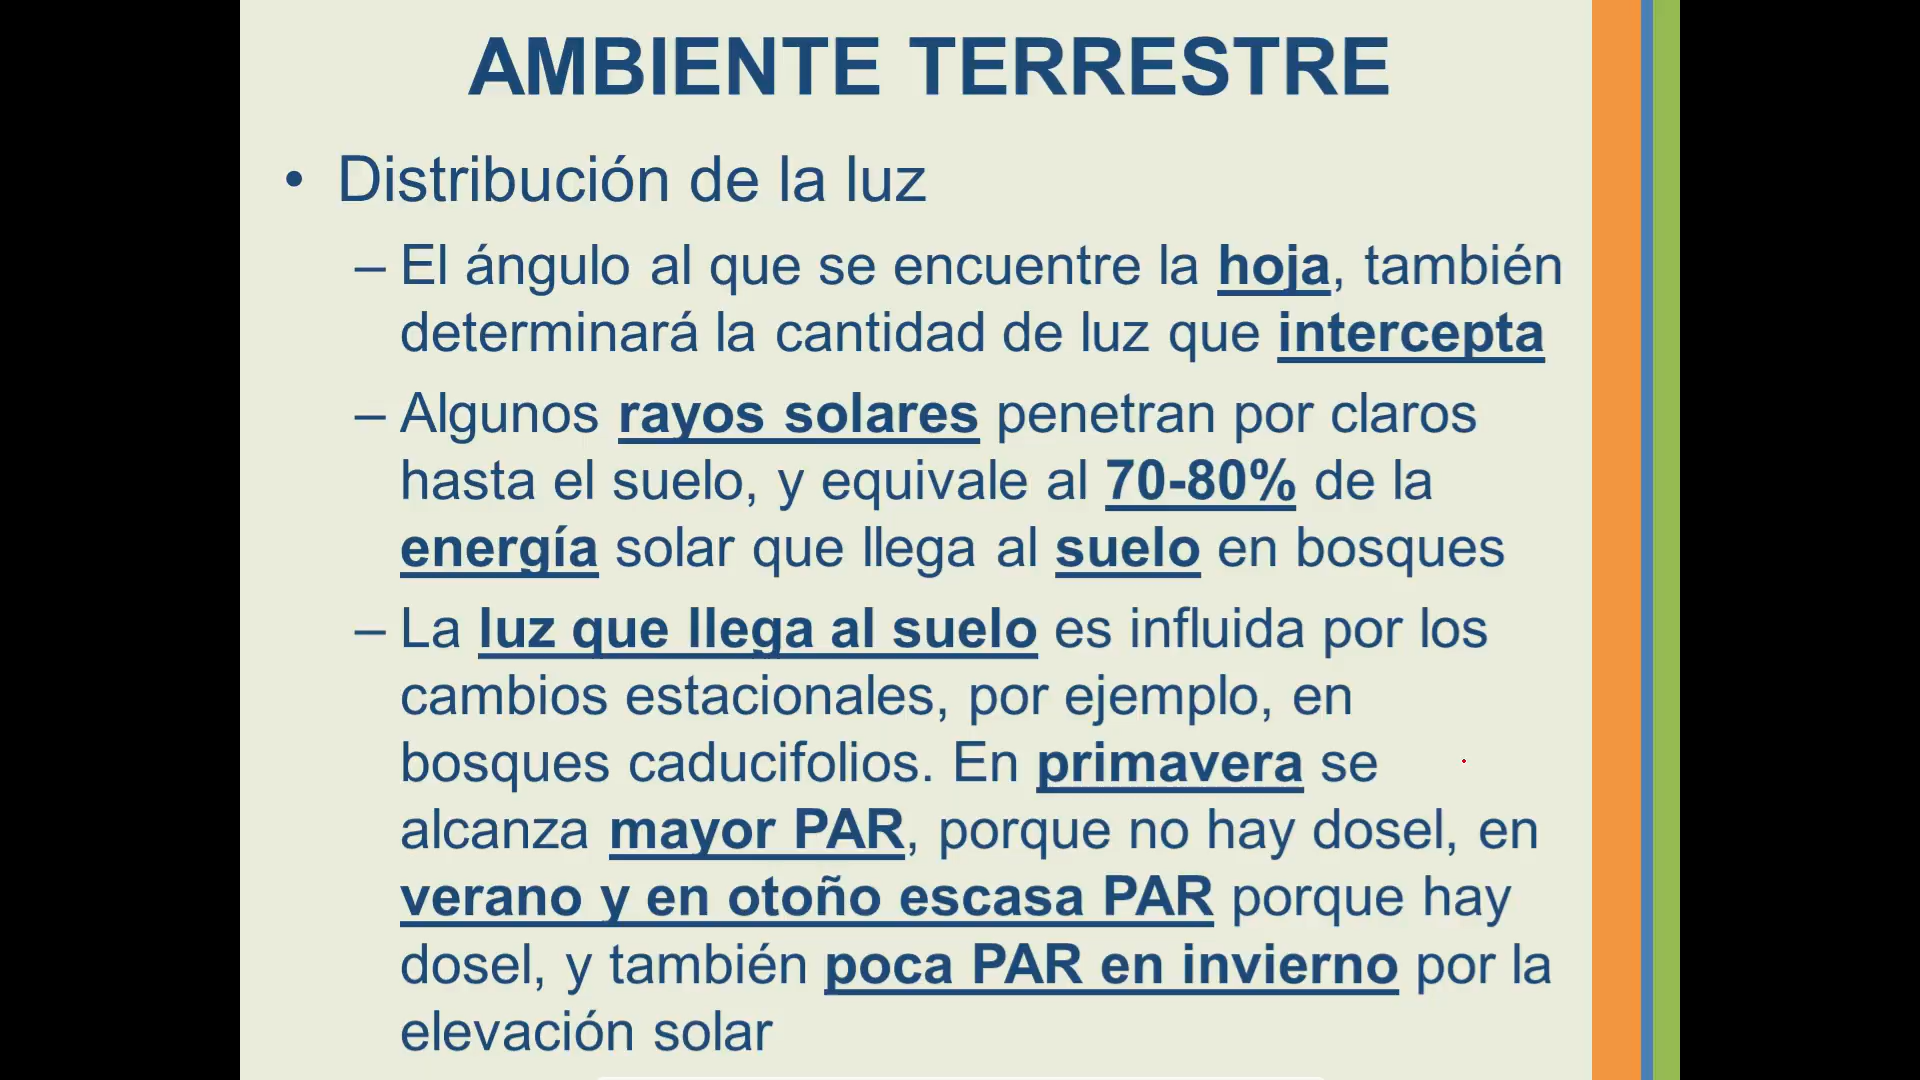 AMBIENTE TERRESTRE
• Distribución de la luz
– El ángulo al que se encuentre la hoja, también
determinará la cantidad de luz que intercepta
– Algunos rayos solares penetran por claros
hasta el suelo, y equivale al 70-80% de la
energía solar que llega al suelo en bosques
– La luz que llega al suelo es influida por los
cambios estacionales, por ejemplo, en
bosques caducifolios. En primavera se
alcanza mayor PAR, porque no hay dosel, en
verano y en otoño escasa PAR porque hay
dosel, y también poca PAR en invierno por la
elevación solar